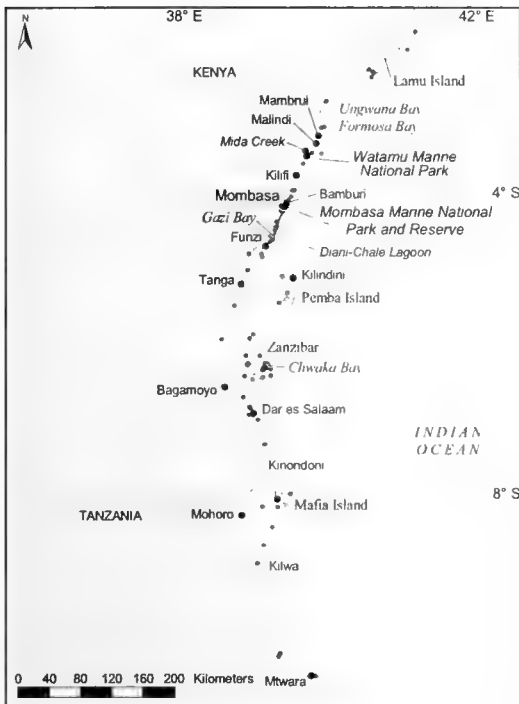 38° E 42° E
N
KENYA
Lamu Island
Mambrui
Ungwana Bay
Malindi
Formosa Bay
Mida Creek
Watamu Marine
National Park
Kilifi
4° S
Mombasa
Bamburi
Gazi Bay
Mombasa Marine National
Park and Reserve
Funzi
Diani-Chale Lagoon
Tanga
Kilindini
Pemba Island
Zanzibar
Chwaka Bay
Bagamoyo
Dar es Salaam
INDIAN
OCEAN
Kinondoni
8° S
Mafia Island
TANZANIA
Mohoro
Kilwa
0 40 80 120 160 200
Kilometers
Mtwara